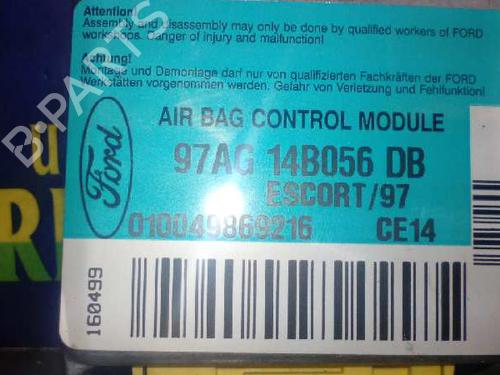 Attention!
Assembly and disassembly may only be done by qualified workers of FORD
workshops. Danger of injury and malfunction!
Achtung!
Montage und Demontage darf nur von qualifizierten Fachkräften der FORD
Werkstätten vorgenommen werden. Gefahr von Verletzung und Fehlfunktion!
B-PARTS
Ford
AIR BAG CONTROL MODULE
97AG 14B056 DB
ESCORT/97
010049869216 CE14
160499
ü